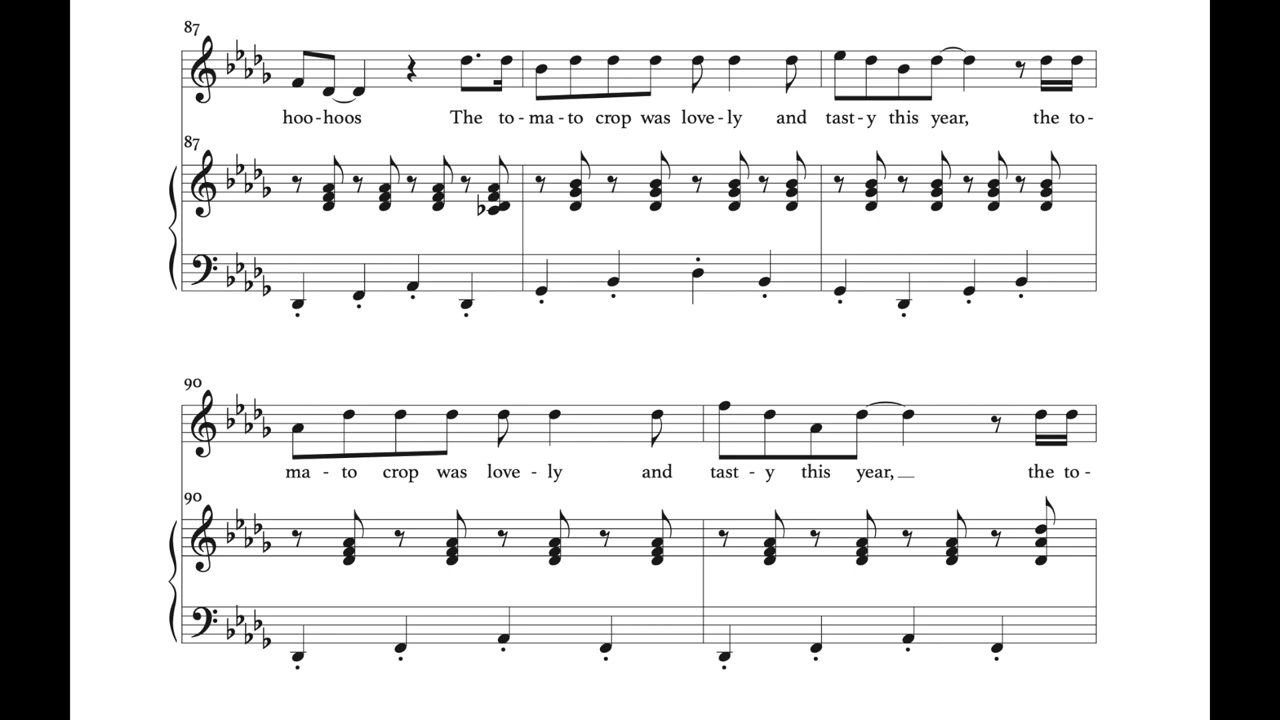 87
hoo-hoos The to-ma-to crop was love-ly and tast-y this year, the to-
87
90
ma - to crop was love - ly and tast - y this year, the to-
90